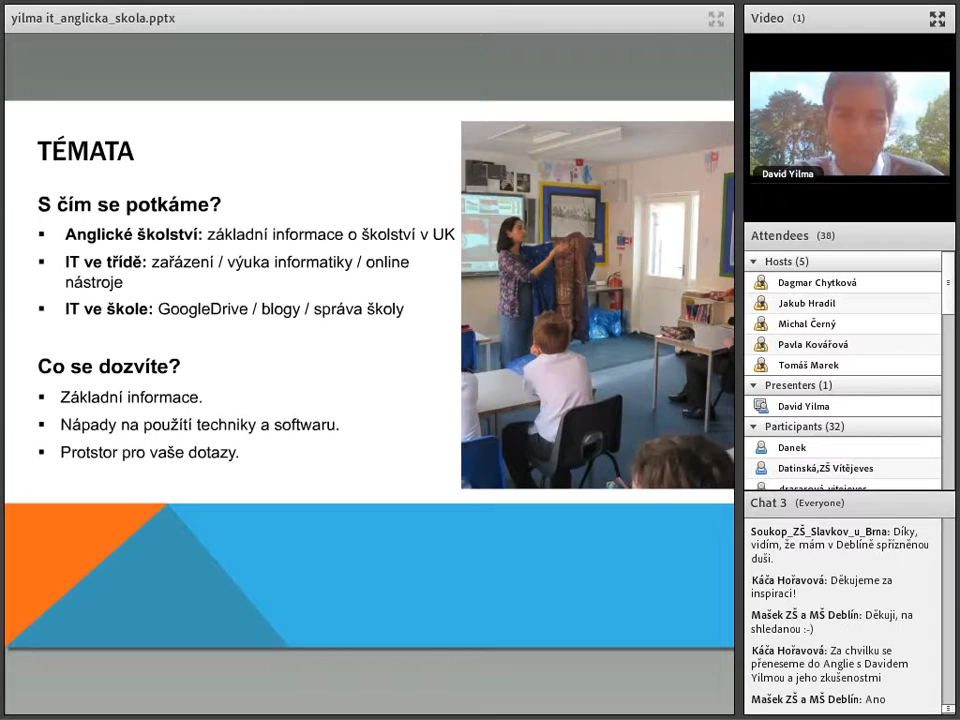 yilma it_anglicka_skola.pptx
TÉMATA
S čím se potkáme?
▪ Anglické školství: základní informace o školství v UK
▪ IT ve třídě: zařázení / výuka informatiky / online
nástroje
▪ IT ve škole: GoogleDrive / blogy / správa školy
Co se dozvíte?
▪ Základní informace.
▪ Nápady na použítí techniky a softwaru.
▪ Protstor pro vaše dotazy.
Video (1)
David Yilma
Attendees (38)
Hosts (5)
Dagmar Chytková
Jakub Hradil
Michal Černý
Pavla Kovářová
Tomáš Marek
Presenters (1)
David Yilma
Participants (32)
Danek
Datinská,ZŠ Vítějeves
Chat 3 (Everyone)
Soukop_ZŠ_Slavkov_u_Brna: Díky,
vidím, že mám v Deblíně spřízněnou
duši.
Káča Hořavová: Děkujeme za
inspiraci!
Mašek ZŠ a MŠ Deblín: Děkuji, na
shledanou :-)
Káča Hořavová: Za chvilku se
přeneseme do Anglie s Davidem
Yilmou a jeho zkušenostmi
Mašek ZŠ a MŠ Deblín: Ano